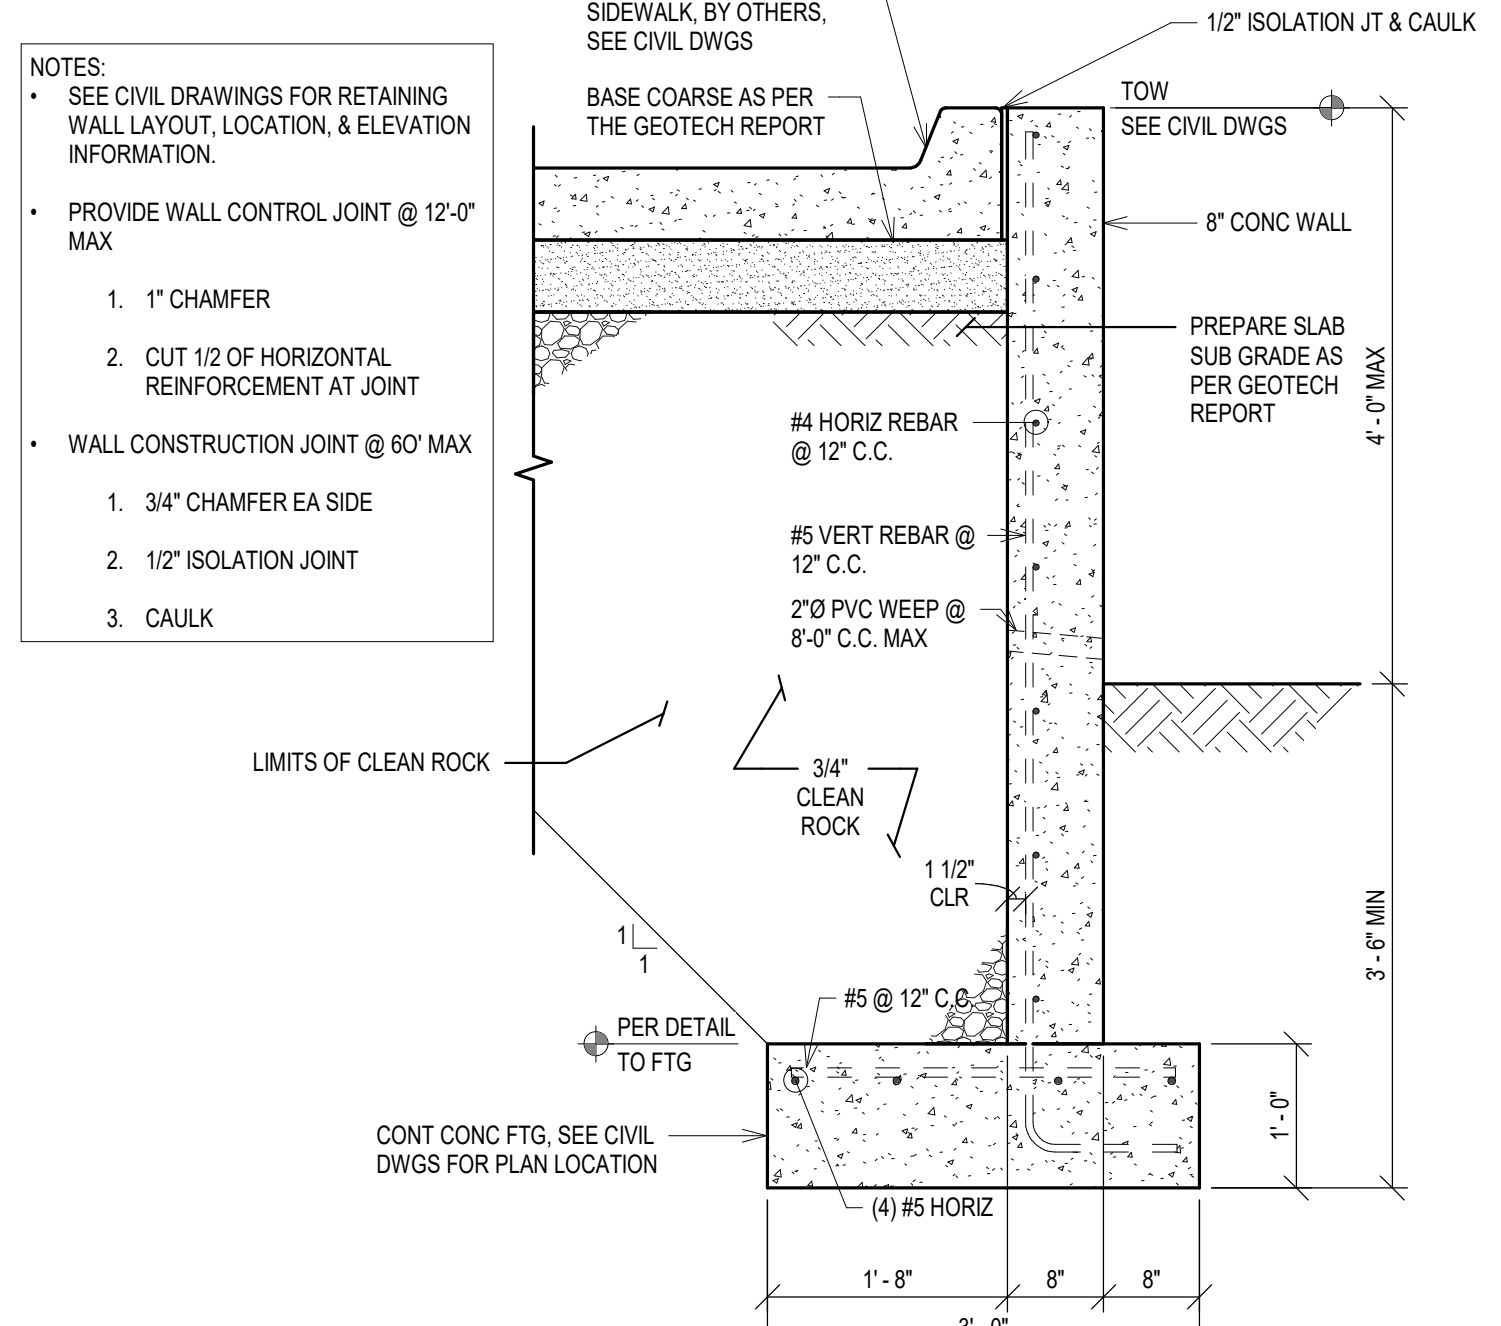 SIDEWALK, BY OTHERS,
SEE CIVIL DWGS
1/2" ISOLATION JT & CAULK
NOTES:
• SEE CIVIL DRAWINGS FOR RETAINING
WALL LAYOUT, LOCATION, & ELEVATION
INFORMATION.
• PROVIDE WALL CONTROL JOINT @ 12'-0"
MAX
1. 1" CHAMFER
2. CUT 1/2 OF HORIZONTAL
REINFORCEMENT AT JOINT
• WALL CONSTRUCTION JOINT @ 6O' MAX
1. 3/4" CHAMFER EA SIDE
2. 1/2" ISOLATION JOINT
3. CAULK
BASE COARSE AS PER
THE GEOTECH REPORT
TOW
SEE CIVIL DWGS
8" CONC WALL
PREPARE SLAB
SUB GRADE AS
PER GEOTECH
REPORT
4' - 0" MAX
#4 HORIZ REBAR
@ 12" C.C.
#5 VERT REBAR @
12" C.C.
2"Ø PVC WEEP @
8'-0" C.C. MAX
LIMITS OF CLEAN ROCK
3/4"
CLEAN
ROCK
1 1/2"
CLR
3' - 6" MIN
1
1
#5 @ 12" C.C.
PER DETAIL
TO FTG
CONT CONC FTG, SEE CIVIL
DWGS FOR PLAN LOCATION
1' - 0"
(4) #5 HORIZ
1' - 8"
8"
8"
3' - 0"